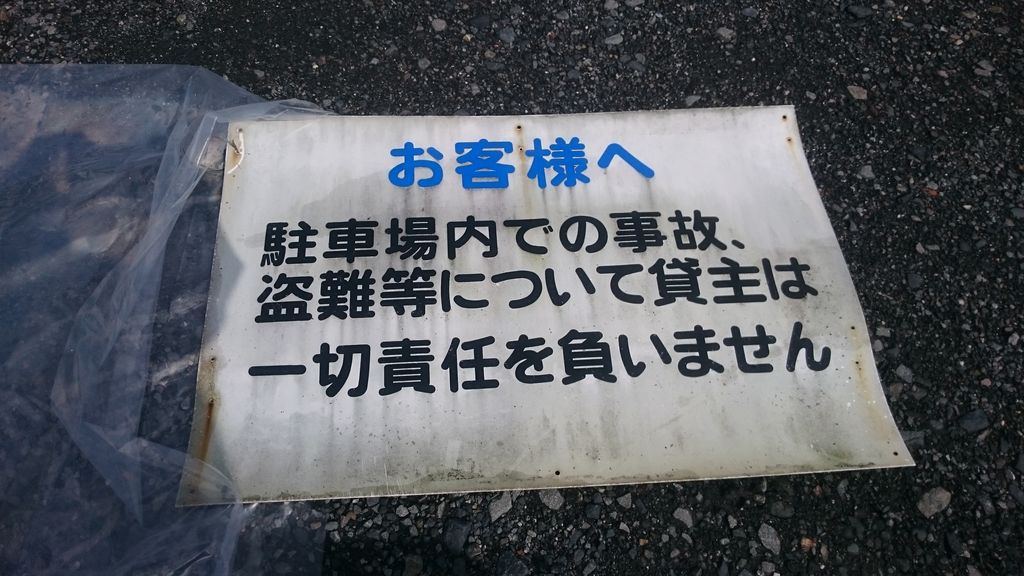 お客様へ
駐車場内での事故、
盗難等について貸主は
一切責任を負いません